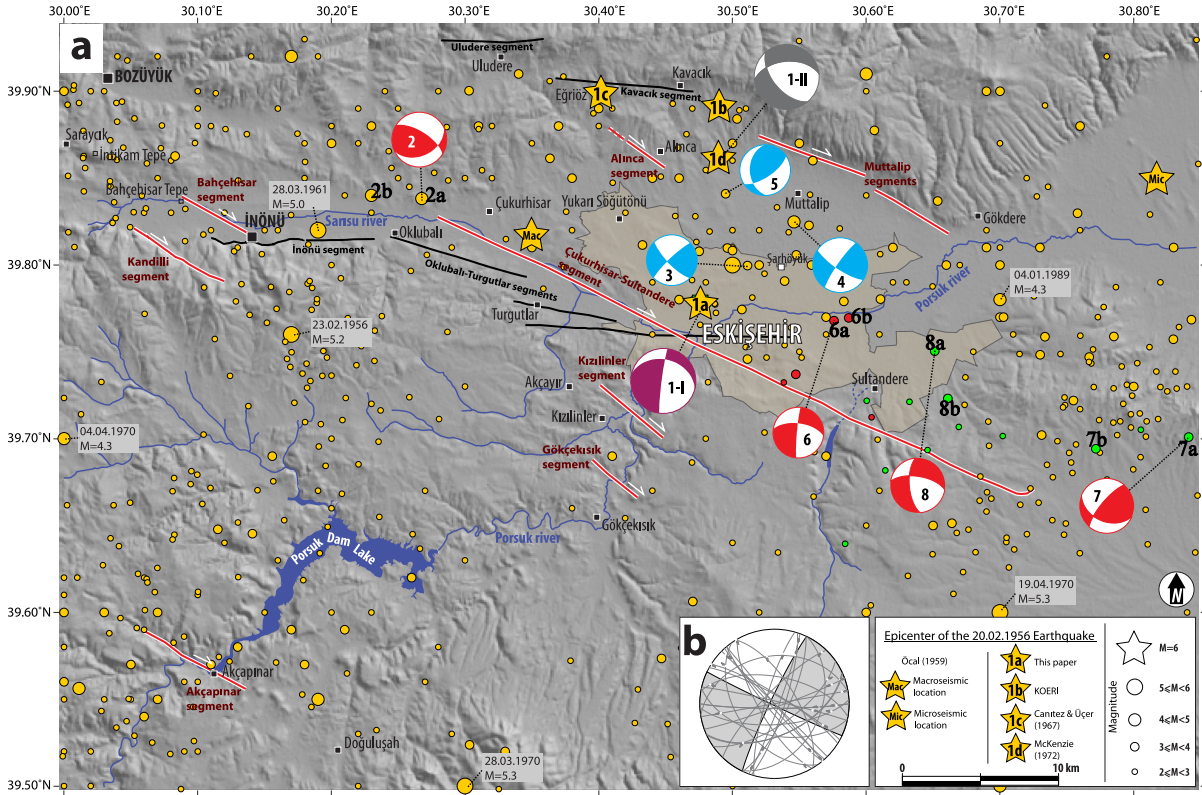 30.00 30.10 30.20 30.30 30.40 30.50 30.60 30.70 30.80
a
Uludere segment
Uludere
BOZÜYÜK
39.90°N
Kavacık
Kavacık segment
Eğriöz
1c
1b
1-II
Saraycık
İntikam Tepe
2
Alınca
Alınca
segment
1d
5
Muttalip
segments
Mic
Bahçehisar Tepe
Bahçehisar
segment
28.03.1961
M=5.0
2b
2a
Çukurhisar
Yukarı Söğütönü
Muttalip
Gökdere
İNÖNÜ
Sarısu river
Mac
Oklubalı
İnönü segment
Kandilli
segment
Oklubalı-Turgutlar segments
Çukurhisar-Sultandere
segment
3
Sarhöyük
4
Porsuk river
04.01.1989
M=4.3
39.80°N
Turgutlar
1a
ESKİŞEHİR
6a
6b
23.02.1956
M=5.2
8a
Kızılinler
segment
1-I
Akçayır
Sultandere
8b
Kızılinler
04.04.1970
M=4.3
39.70°N
6
7b
7a
Gökçekısık
segment
8
7
Gökçekısık
Porsuk river
Porsuk Dam Lake
19.04.1970
M=5.3
N
39.60°N
Akçapınar
Akçapınar
segment
Doğuluşah
28.03.1970
M=5.3
39.50°N
b
Epicenter of the 20.02.1956 Earthquake
Öcal (1959)
Mac Macroseismic
location
Mic Microseismic
location
1a This paper
1b KOERİ
1c Canıtez & Üçer
(1967)
1d McKenzie
(1972)
0 10 km
Magnitude
M=6
5≤M<6
4≤M<5
3≤M<4
2≤M<3